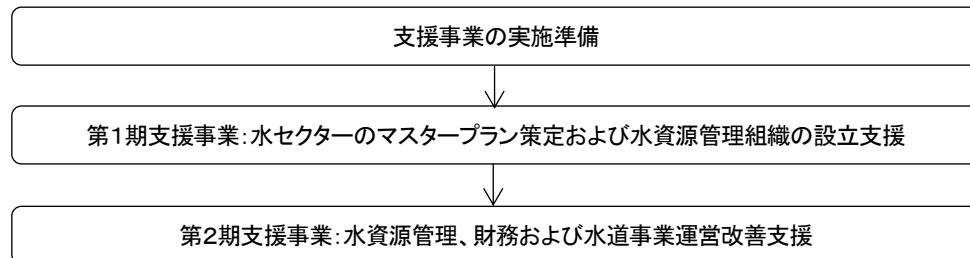 支援事業の実施準備
第1期支援事業：水セクターのマスタープラン策定および水資源管理組織の設立支援
第2期支援事業：水資源管理、財務および水道事業運営改善支援